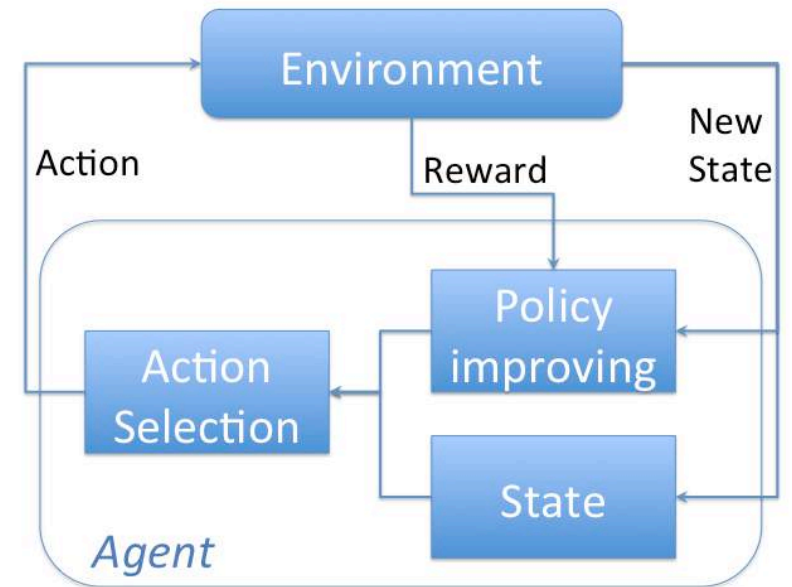 Environment
Action
Reward
New
State
Policy
improving
Action
Selection
State
Agent